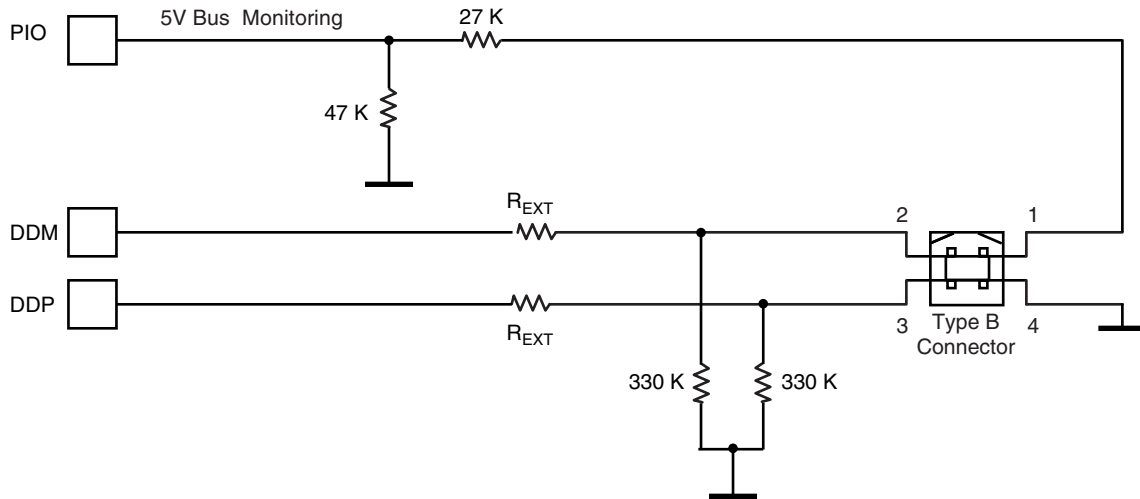 PIO
5V Bus Monitoring
27 K
47 K
DDM
R_EXT
2
1
DDP
R_EXT
3
Type B
Connector
4
330 K
330 K